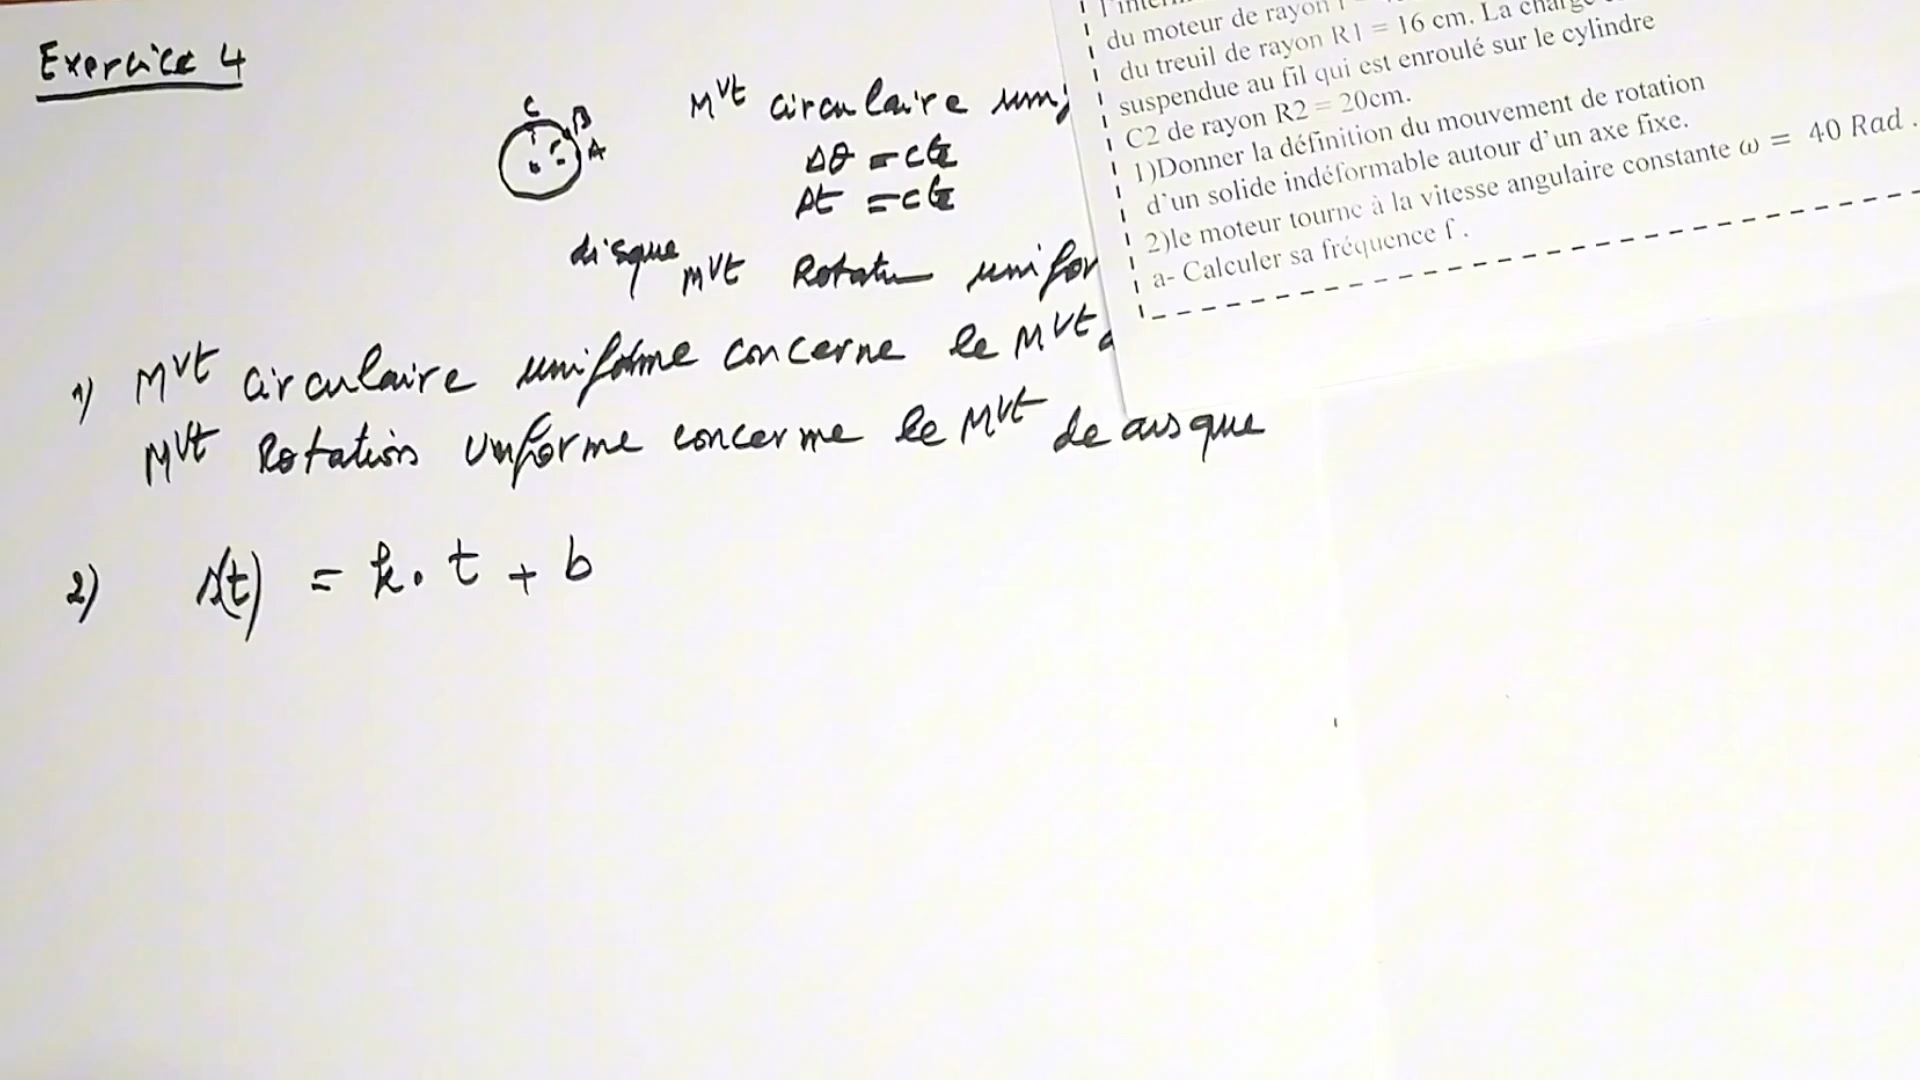 Exercice 4
C
B
A
Mvt circulaire
Δθ = cte
Δt = cte
disque
Mvt Rotation unifor
1) Mvt circulaire uniforme concerne le Mvt
Mvt Rotation Uniforme concerne le Mvt de disque
2) s(t) = k. t + b
du moteur de rayon
du treuil de rayon R1 = 16 cm. La charge
suspendue au fil qui est enroulé sur le cylindre
C2 de rayon R2 = 20cm.
1)Donner la définition du mouvement de rotation
d'un solide indéformable autour d'un axe fixe.
2)le moteur tourne à la vitesse angulaire constante ω = 40 Rad .
a- Calculer sa fréquence f .